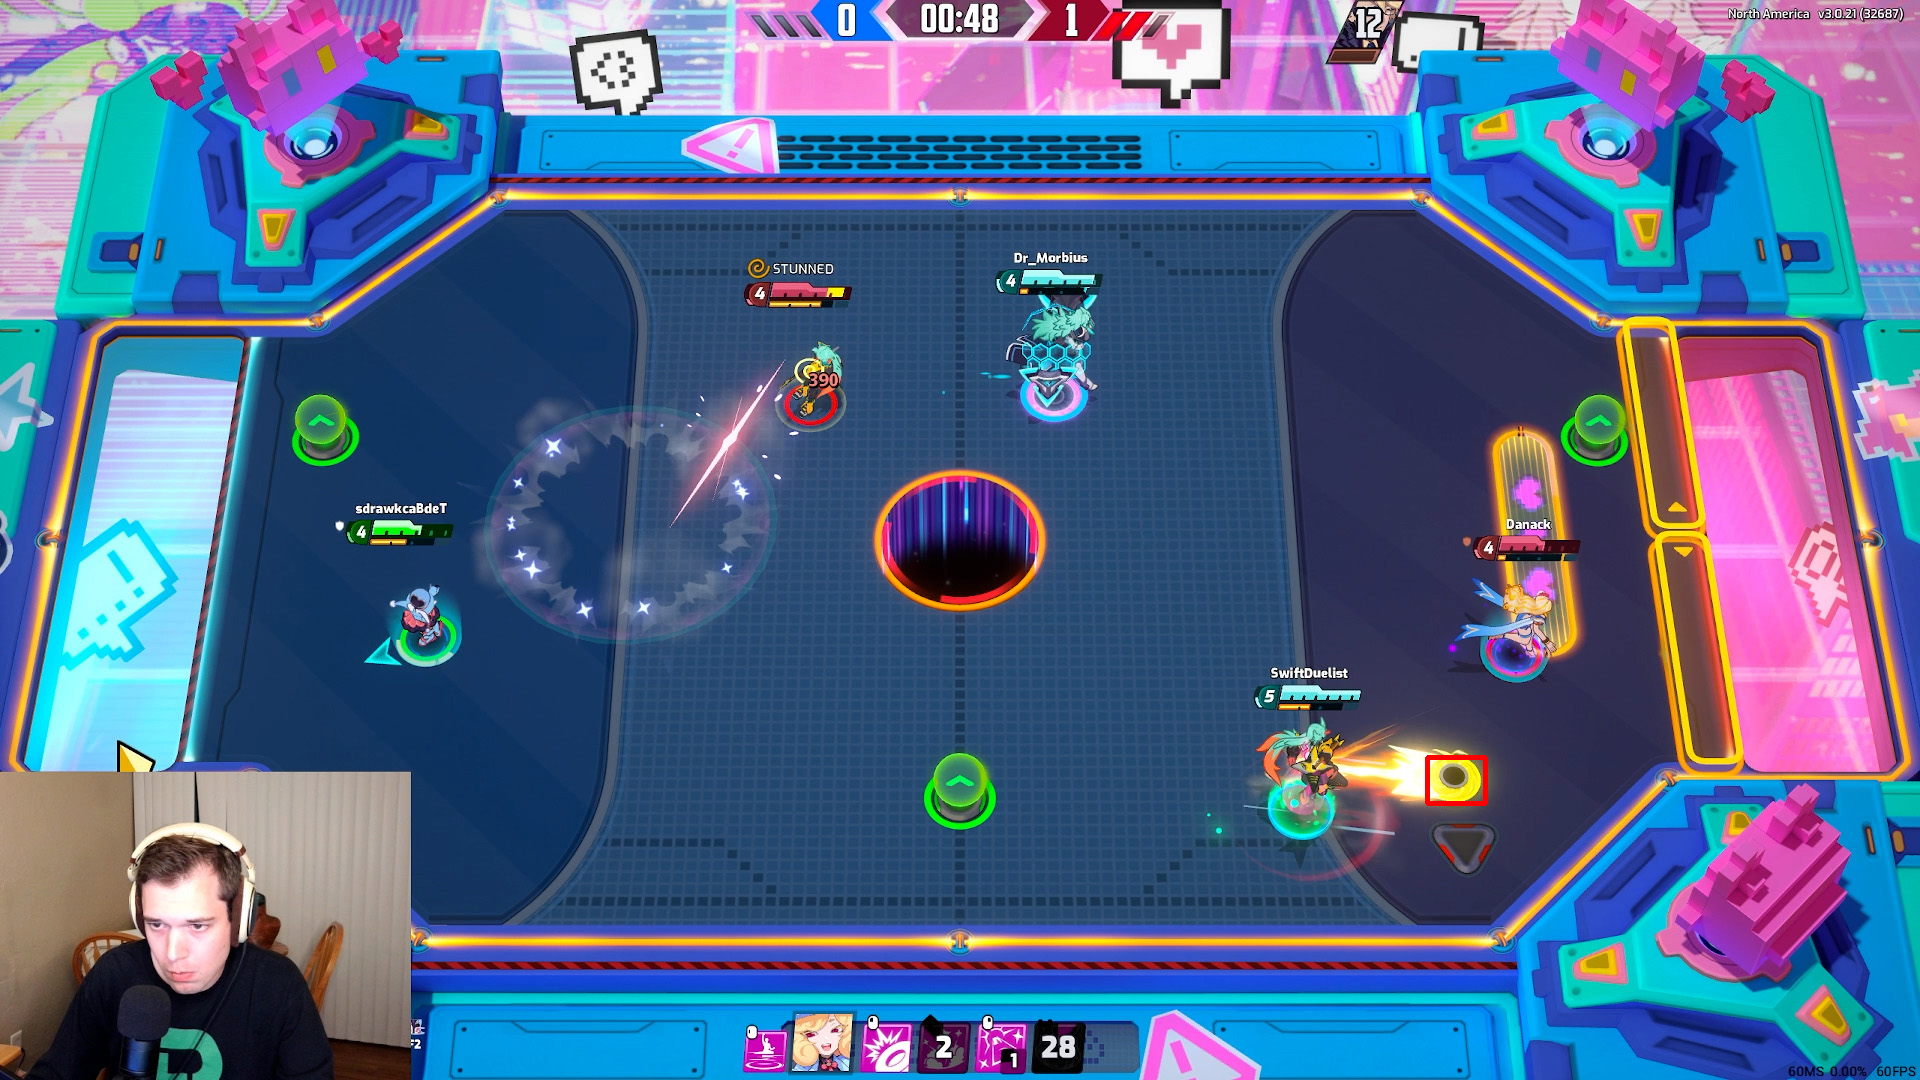 0
00:48
1
12
North America v3.0.21 (32687)
STUNNED
4
390
Dr_Morbius
4
sdrawkcaBdeT
4
Danack
4
SwiftDuelist
5
F2
2
1
28
60MS 0.00% 60FPS